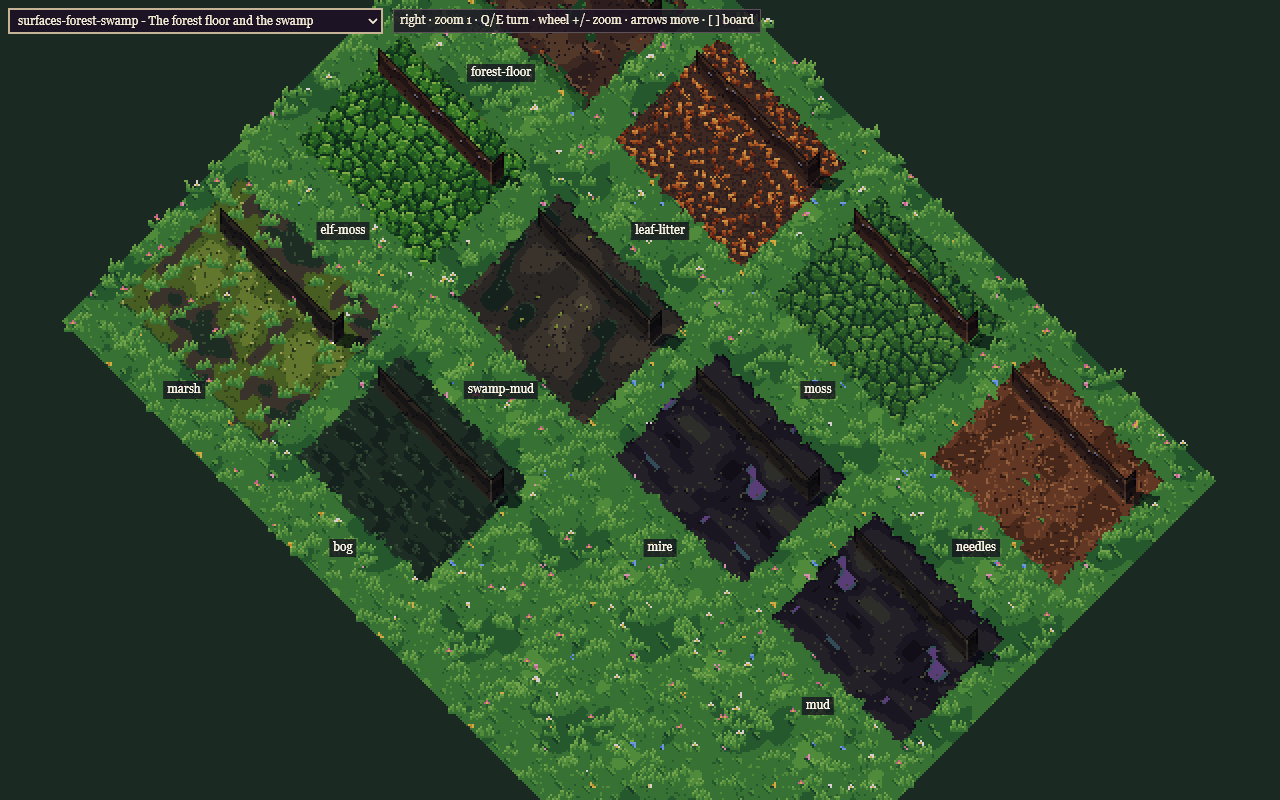 surfaces-forest-swamp - The forest floor and the swamp
right · zoom 1 · Q/E turn · wheel +/- zoom · arrows move · [ ] board
forest-floor
elf-moss
leaf-litter
marsh
swamp-mud
moss
bog
mire
needles
mud